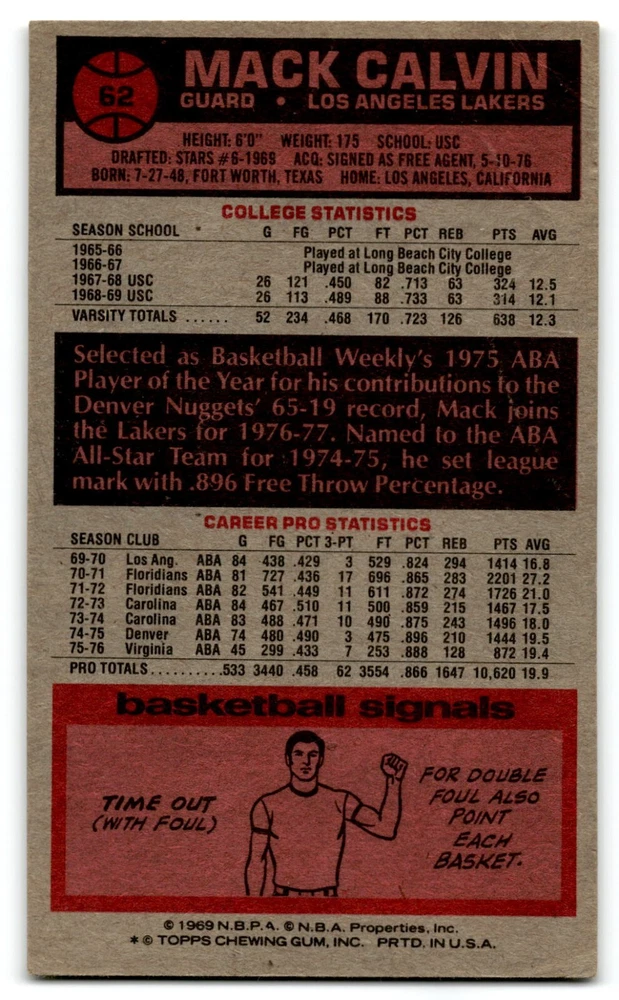 62
MACK CALVIN
GUARD • LOS ANGELES LAKERS
HEIGHT: 6'0" WEIGHT: 175 SCHOOL: USC
DRAFTED: STARS #6-1969 ACQ: SIGNED AS FREE AGENT, 5-10-76
BORN: 7-27-48, FORT WORTH, TEXAS HOME: LOS ANGELES, CALIFORNIA
COLLEGE STATISTICS
SEASON SCHOOL G FG PCT FT PCT REB PTS AVG
1965-66 Played at Long Beach City College
1966-67 Played at Long Beach City College
1967-68 USC 26 121 .450 82 .713 63 324 12.5
1968-69 USC 26 113 .489 88 .733 63 314 12.1
VARSITY TOTALS ...... 52 234 .468 170 .723 126 638 12.3
Selected as Basketball Weekly's 1975 ABA
Player of the Year for his contributions to the
Denver Nuggets' 65-19 record, Mack joins
the Lakers for 1976-77. Named to the ABA
All-Star Team for 1974-75, he set league
mark with .896 Free Throw Percentage.
CAREER PRO STATISTICS
SEASON CLUB G FG PCT 3-PT FT PCT REB PTS AVG
69-70 Los Ang. ABA 84 438 .429 3 529 .824 294 1414 16.8
70-71 Floridians ABA 81 727 .436 17 696 .865 283 2201 27.2
71-72 Floridians ABA 82 541 .449 11 611 .872 274 1726 21.0
72-73 Carolina ABA 84 467 .510 11 500 .859 215 1467 17.5
73-74 Carolina ABA 83 488 .471 10 490 .875 243 1496 18.0
74-75 Denver ABA 74 480 .490 3 475 .896 210 1444 19.5
75-76 Virginia ABA 45 299 .433 7 253 .888 128 872 19.4
PRO TOTALS.......... 533 3440 .458 62 3554 .866 1647 10,620 19.9
basketball signals
TIME OUT
(WITH FOUL)
FOR DOUBLE
FOUL ALSO
POINT
EACH
BASKET.
© 1969 N.B.P.A. © N.B.A. Properties, Inc.
* © TOPPS CHEWING GUM, INC. PRTD. IN U.S.A.